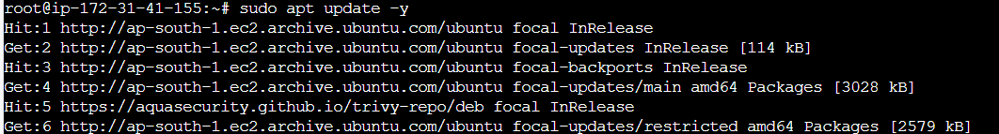 root@ip-172-31-41-155:~# sudo apt update -y
Hit:1 http://ap-south-1.ec2.archive.ubuntu.com/ubuntu focal InRelease
Get:2 http://ap-south-1.ec2.archive.ubuntu.com/ubuntu focal-updates InRelease [114 kB]
Hit:3 http://ap-south-1.ec2.archive.ubuntu.com/ubuntu focal-backports InRelease
Get:4 http://ap-south-1.ec2.archive.ubuntu.com/ubuntu focal-updates/main amd64 Packages [3028 kB]
Hit:5 https://aquasecurity.github.io/trivy-repo/deb focal InRelease
Get:6 http://ap-south-1.ec2.archive.ubuntu.com/ubuntu focal-updates/restricted amd64 Packages [2579 kB]